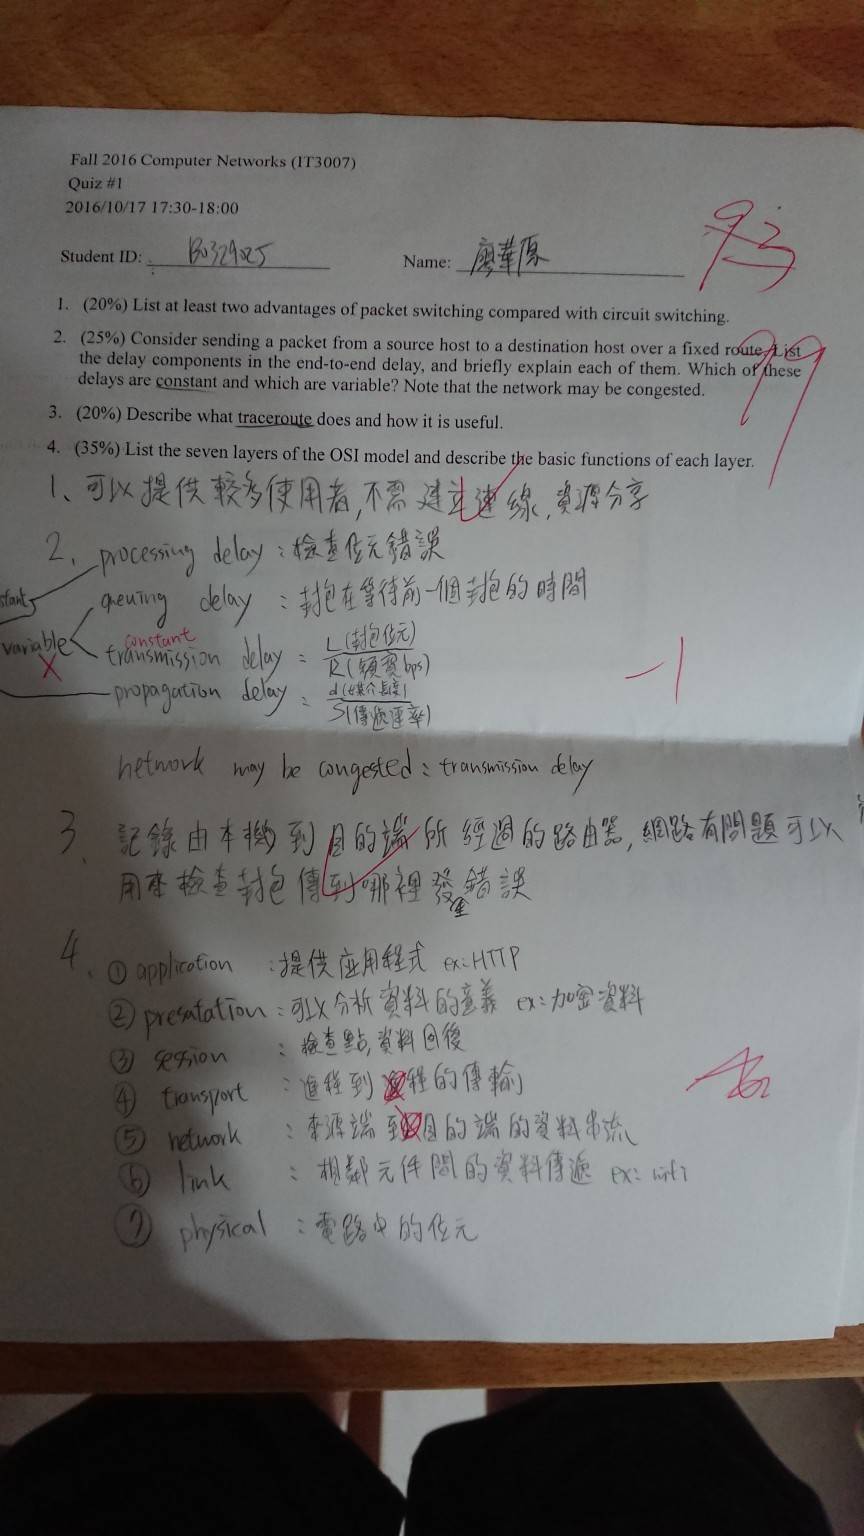 Fall 2016 Computer Networks (IT3007)
Quiz #1
2016/10/17 17:30-18:00
93
Student ID: B0329025 Name: 廖華原
99
1. (20%) List at least two advantages of packet switching compared with circuit switching.
2. (25%) Consider sending a packet from a source host to a destination host over a fixed route. List
the delay components in the end-to-end delay, and briefly explain each of them. Which of these
delays are constant and which are variable? Note that the network may be congested.
3. (20%) Describe what traceroute does and how it is useful.
4. (35%) List the seven layers of the OSI model and describe the basic functions of each layer.
1、可以提供較多使用者,不需建立連線,資源分享
2. processing delay:檢查位元錯誤
queuing delay:封包在等待前一個封包的時間
stant
variable
constant
transmission delay = L(封包位元) / R(頻寬bps)
-1
propagation delay = d(媒介長度) / S(傳遞速率)
network may be congested:transmission delay
3、記錄由本機到目的端所經過的路由器,網路有問題可以
用來檢查封包傳到哪裡發生錯誤
4、① application :提供应用程式 ex:HTTP
② presatation:可以分析資料的意義 ex:加密資料
③ session :檢查點,資料回復
④ transport :進程到程的傳輸
⑤ network :來源端到目的端的資料串流
⑥ link :相鄰元件間的資料傳遞 ex: wifi
⑦ physical :電路中的位元